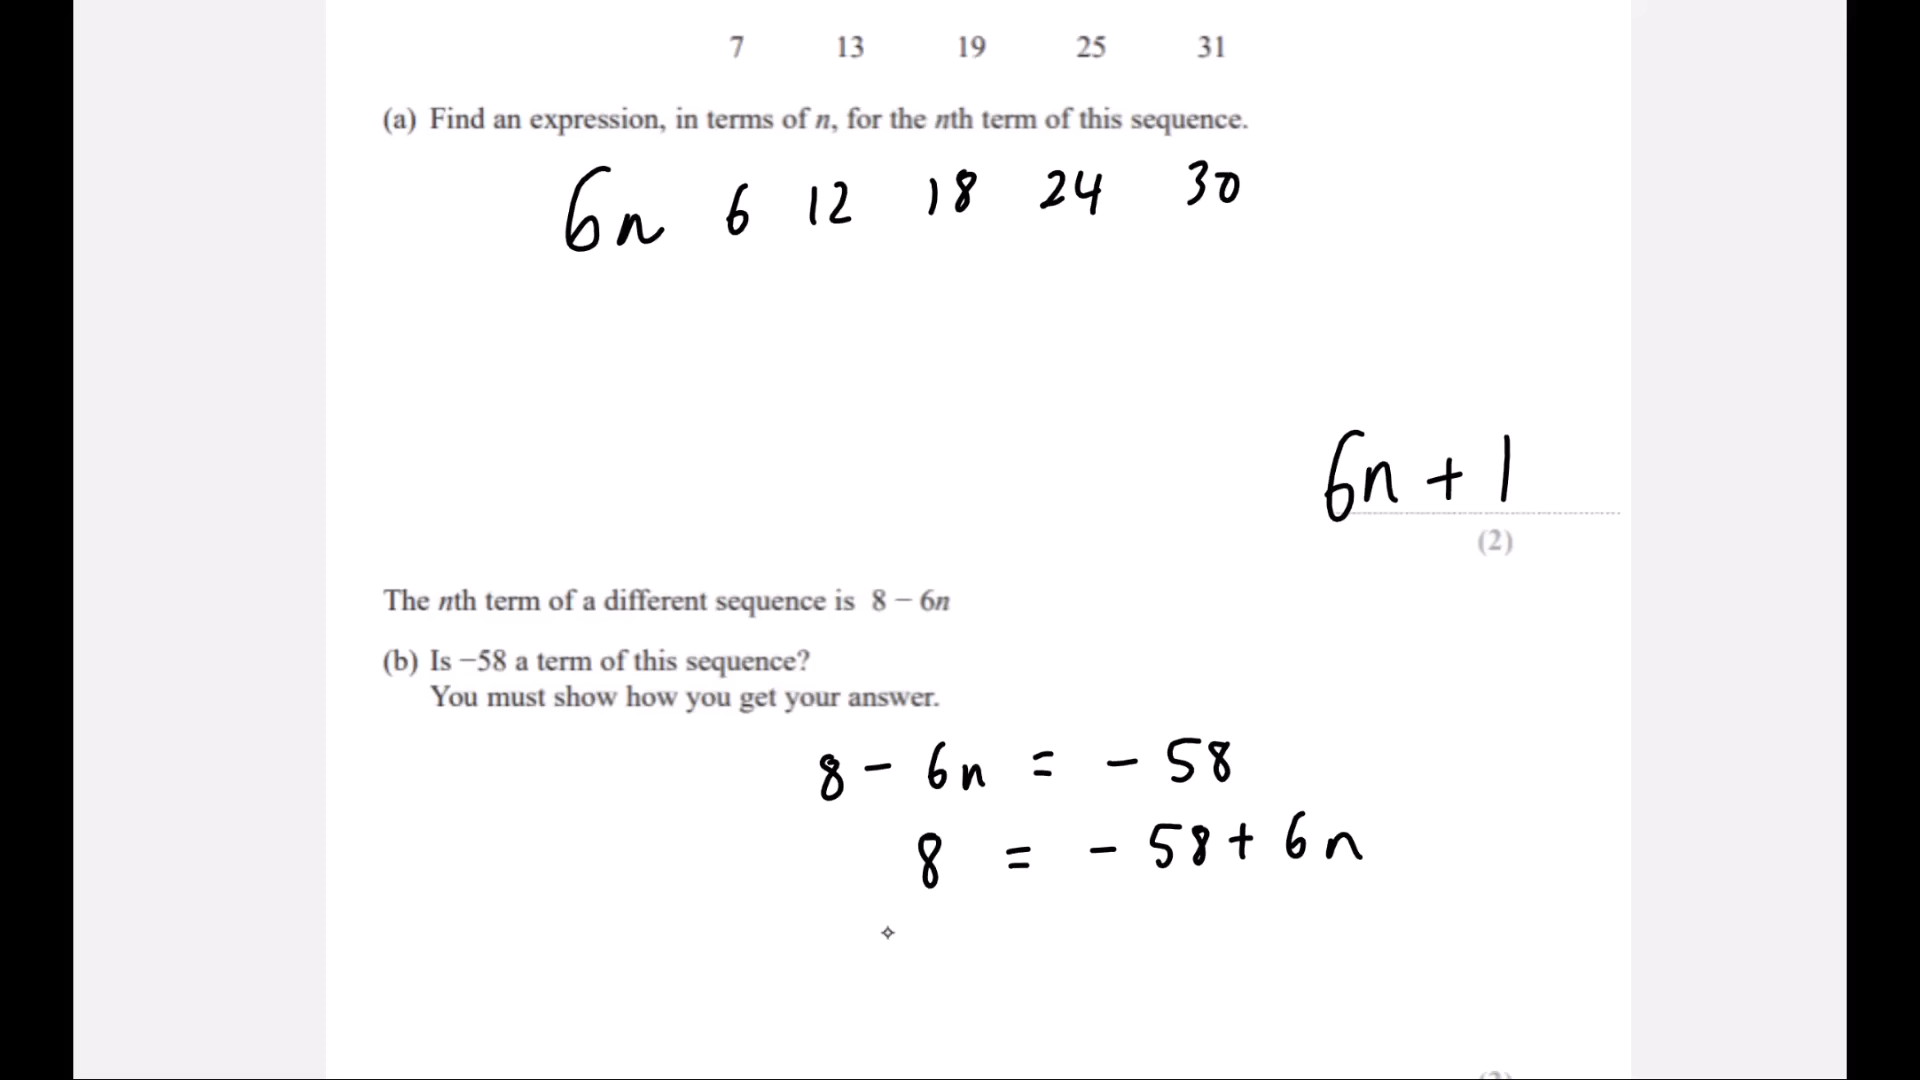 7 13 19 25 31
(a) Find an expression, in terms of n, for the nth term of this sequence.
6n 6 12 18 24 30
6n + 1
(2)
The nth term of a different sequence is 8 − 6n
(b) Is −58 a term of this sequence?
You must show how you get your answer.
8 − 6n = − 58
8 = − 58 + 6n